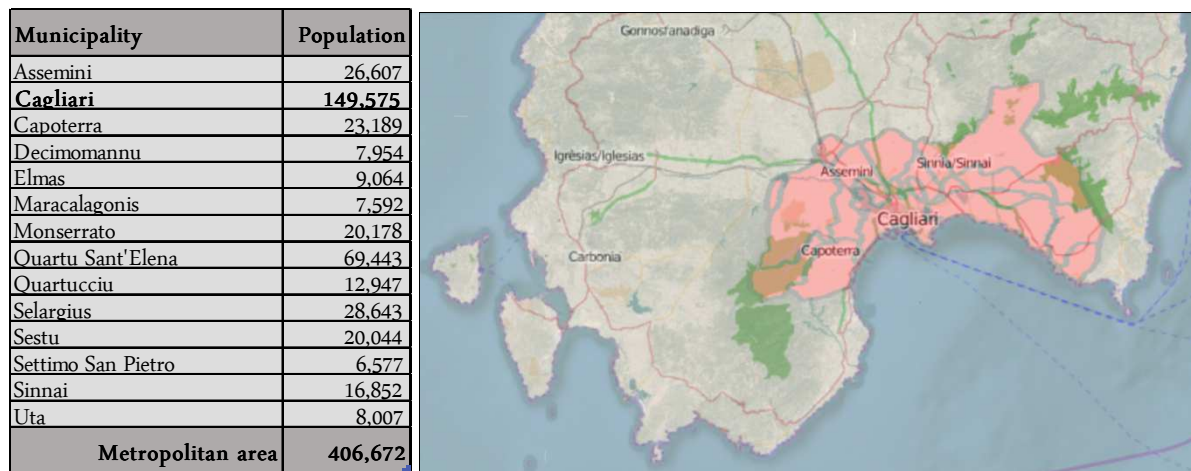 Municipality Population
Assemini 26,607
Cagliari 149,575
Capoterra 23,189
Decimomannu 7,954
Elmas 9,064
Maracalagonis 7,592
Monserrato 20,178
Quartu Sant'Elena 69,443
Quartucciu 12,947
Selargius 28,643
Sestu 20,044
Settimo San Pietro 6,577
Sinnai 16,852
Uta 8,007
Metropolitan area 406,672
Gonnosfanadiga
Igrèsias/Iglesias
Assemini
Sinnia/Sinnai
Cagliari
Capoterra
Carbonia